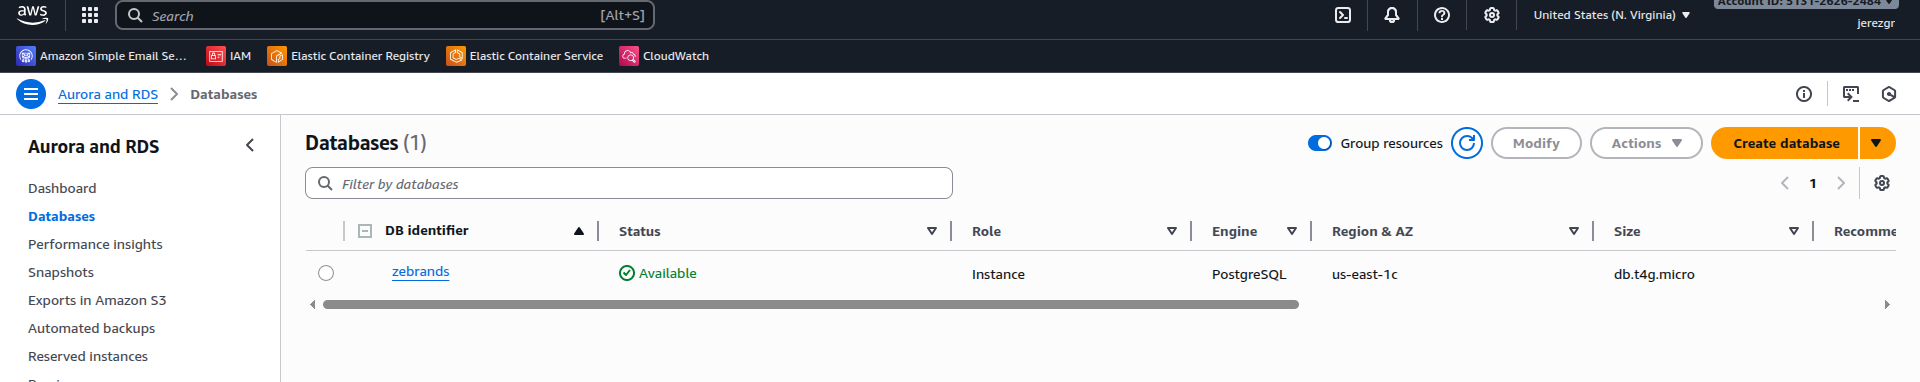 aws
Search [Alt+S]
United States (N. Virginia)
Account ID: 5131-2626-2484
jerezgr
Amazon Simple Email Se...
IAM
Elastic Container Registry
Elastic Container Service
CloudWatch
Aurora and RDS
Databases
Aurora and RDS
Dashboard
Databases
Performance insights
Snapshots
Exports in Amazon S3
Automated backups
Reserved instances
Databases (1)
Group resources
Modify
Actions
Create database
Filter by databases
1
DB identifier Status Role Engine Region & AZ Size Recomme
zebrands Available Instance PostgreSQL us-east-1c db.t4g.micro